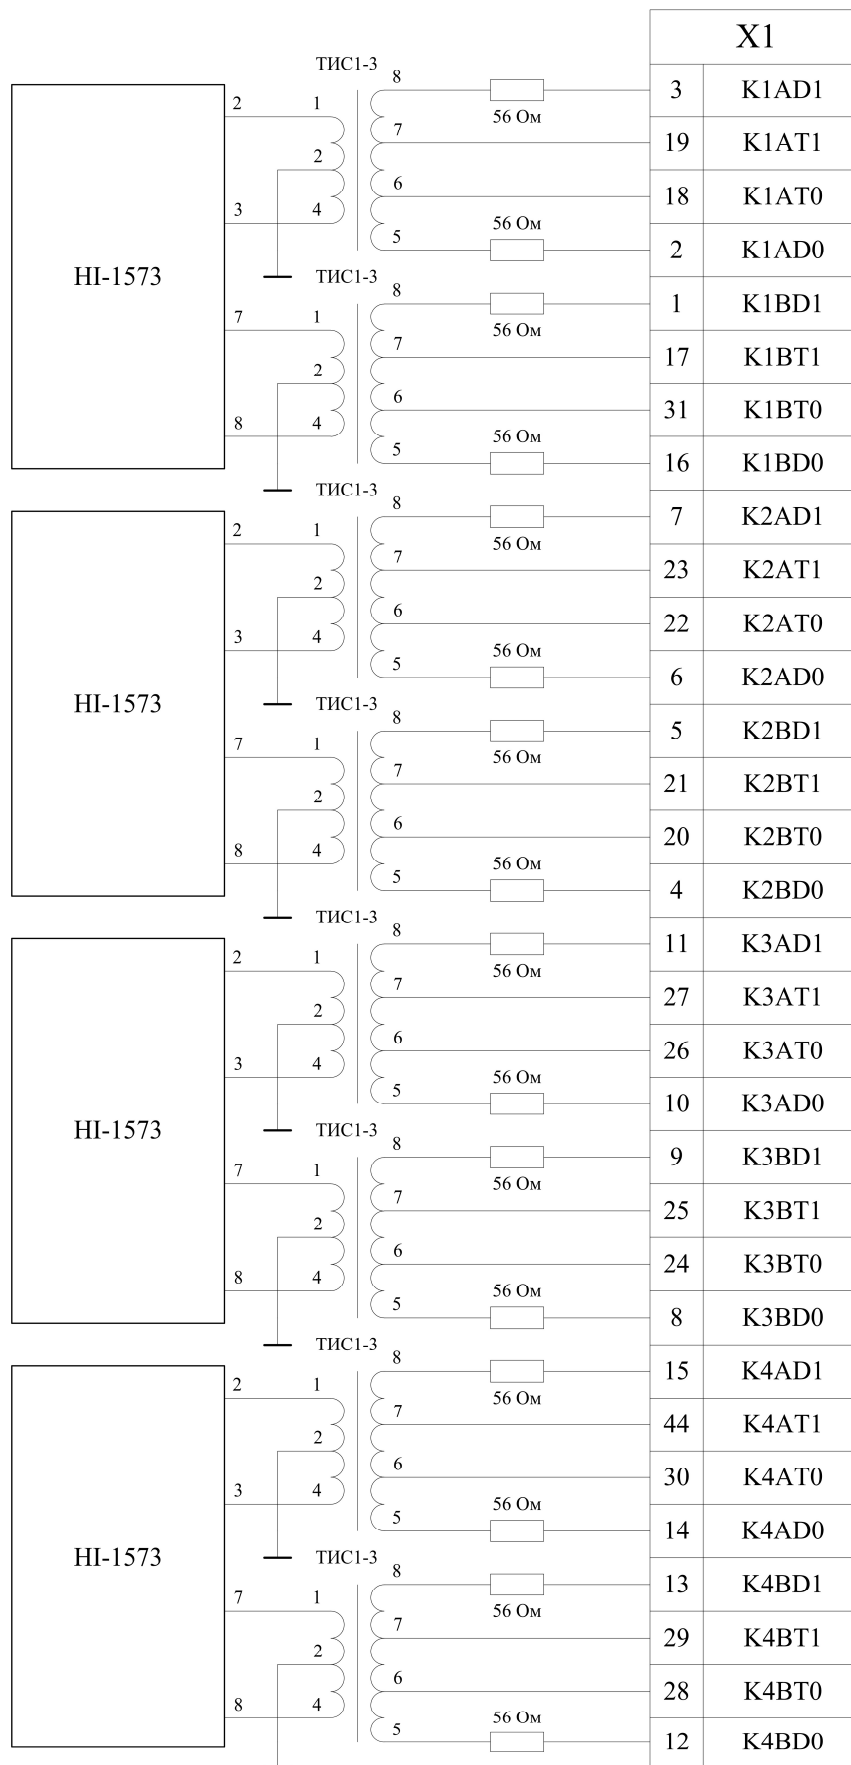 X1
ТИС1-3
8
3 K1AD1
2 1
56 Ом
7
19 K1AT1
2
6
18 K1AT0
3 4
56 Ом
5
2 K1AD0
HI-1573
ТИС1-3
8
1 K1BD1
7 1
56 Ом
7
17 K1BT1
2
6
31 K1BT0
8 4
56 Ом
5
16 K1BD0
ТИС1-3
8
7 K2AD1
2 1
56 Ом
7
23 K2AT1
2
6
22 K2AT0
3 4
56 Ом
5
6 K2AD0
HI-1573
ТИС1-3
8
5 K2BD1
7 1
56 Ом
7
21 K2BT1
2
6
20 K2BT0
8 4
56 Ом
5
4 K2BD0
ТИС1-3
8
11 K3AD1
2 1
56 Ом
7
27 K3AT1
2
6
26 K3AT0
3 4
56 Ом
5
10 K3AD0
HI-1573
ТИС1-3
8
9 K3BD1
7 1
56 Ом
7
25 K3BT1
2
6
24 K3BT0
8 4
56 Ом
5
8 K3BD0
ТИС1-3
8
15 K4AD1
2 1
56 Ом
7
44 K4AT1
2
6
30 K4AT0
3 4
56 Ом
5
14 K4AD0
HI-1573
ТИС1-3
8
13 K4BD1
7 1
56 Ом
7
29 K4BT1
2
6
28 K4BT0
8 4
56 Ом
5
12 K4BD0